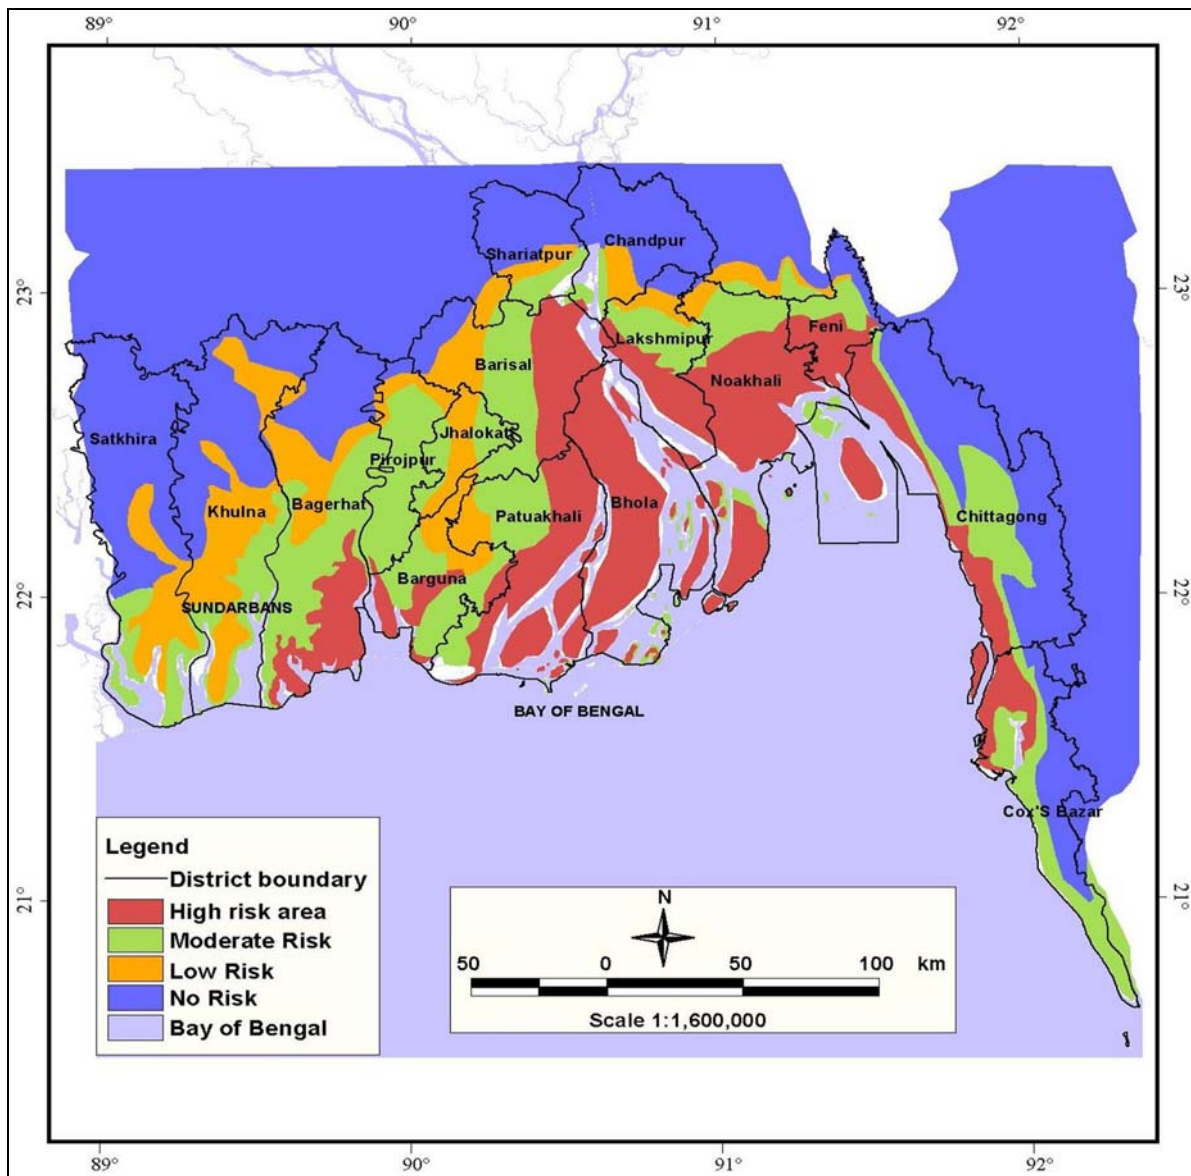 89° 90° 91° 92°
Shariatpur Chandpur
23° 23°
Lakshmipur Feni
Barisal
Noakhali
Satkhira Jhalokati
Pirojpur
Khulna Bagerhat Patuakhali Bhola Chittagong
Barguna
22° 22°
SUNDARBANS
BAY OF BENGAL
Cox'S Bazar
Legend
District boundary
High risk area
Moderate Risk
Low Risk
No Risk
Bay of Bengal
21° 21°
N
50 0 50 100 km
Scale 1:1,600,000
89° 90° 91° 92°